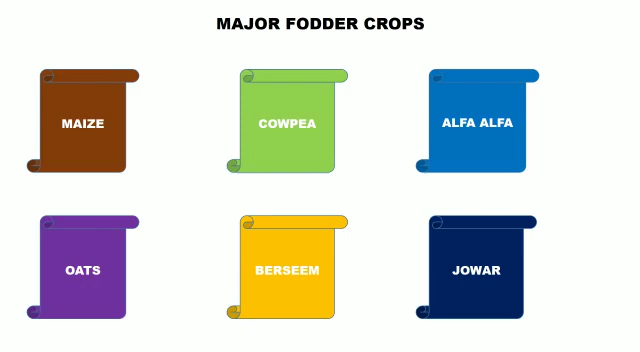 MAJOR FODDER CROPS
MAIZE
COWPEA
ALFA ALFA
OATS
BERSEEM
JOWAR